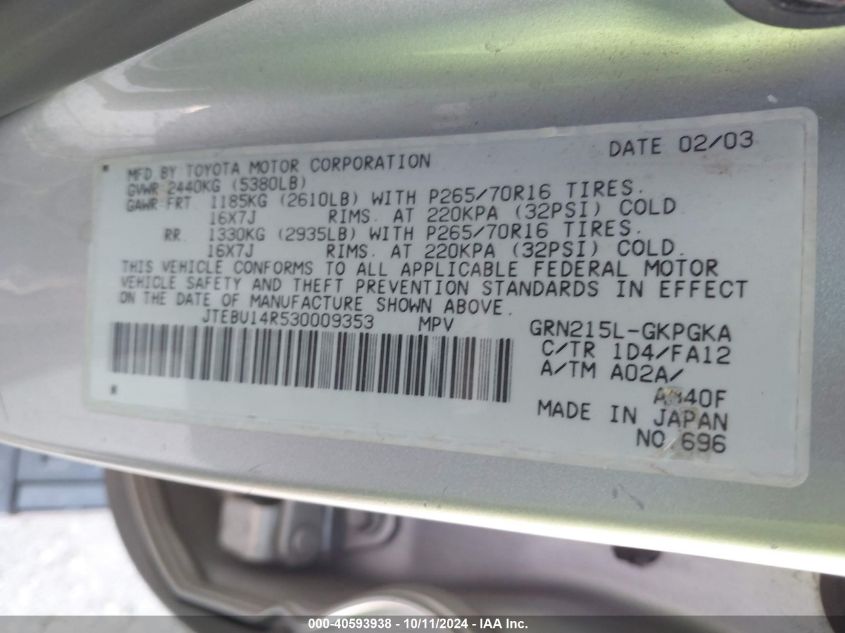 DATE 02/03
MFD BY TOYOTA MOTOR CORPORATION
GVWR 2440KG (5380LB)
GAWR FRT 1185KG (2610LB) WITH P265/70R16 TIRES.
16X7J RIMS. AT 220KPA (32PSI) COLD
RR. 1330KG (2935LB) WITH P265/70R16 TIRES.
16X7J RIMS. AT 220KPA (32PSI) COLD.
THIS VEHICLE CONFORMS TO ALL APPLICABLE FEDERAL MOTOR
VEHICLE SAFETY AND THEFT PREVENTION STANDARDS IN EFFECT
ON THE DATE OF MANUFACTURE SHOWN ABOVE.
JTEBU14R530009353 MPV GRN215L-GKPGKA
C/TR 1D4/FA12
A/TM A02A/
MADE IN JAPAN
NO.696
000-40593938 - 10/11/2024 - IAA Inc.